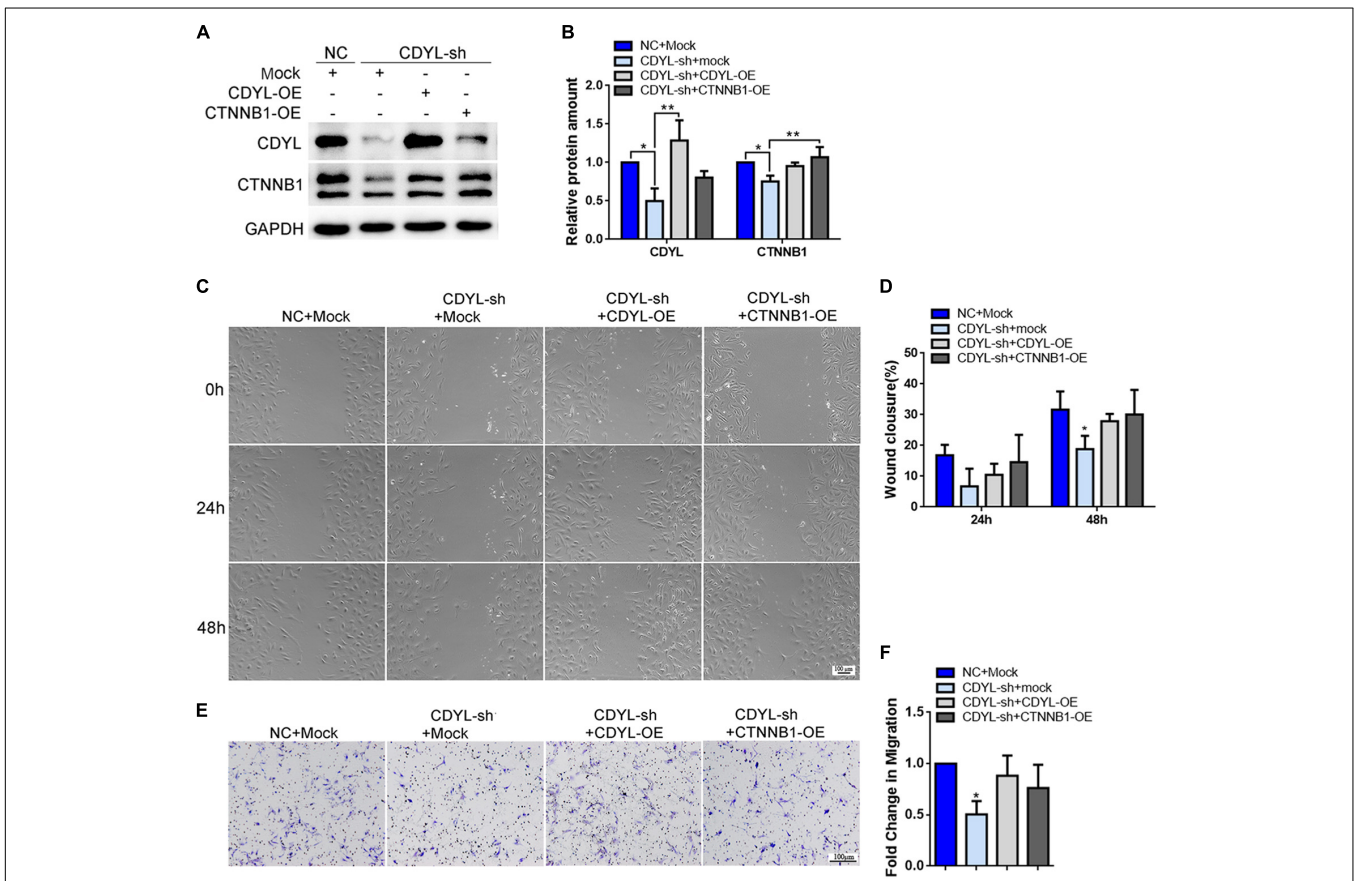 A
NC CDYL-sh
Mock + + - -
CDYL-OE - - + -
CTNNB1-OE - - - +
CDYL
CTNNB1
GAPDH
B
NC+Mock
CDYL-sh+mock
CDYL-sh+CDYL-OE
CDYL-sh+CTNNB1-OE
Relative protein amount
2.0
1.5
1.0
0.5
0.0
* ** * **
CDYL CTNNB1
C
NC+Mock
CDYL-sh
+Mock
CDYL-sh
+CDYL-OE
CDYL-sh
+CTNNB1-OE
0h
24h
48h
100 μm
D
NC+Mock
CDYL-sh+mock
CDYL-sh+CDYL-OE
CDYL-sh+CTNNB1-OE
Wound clousure(%)
50
40
30
20
10
0
*
24h 48h
E
NC+Mock
CDYL-sh
+Mock
CDYL-sh
+CDYL-OE
CDYL-sh
+CTNNB1-OE
100μm
F
NC+Mock
CDYL-sh+mock
CDYL-sh+CDYL-OE
CDYL-sh+CTNNB1-OE
Fold Change in Migration
1.5
1.0
0.5
0.0
*